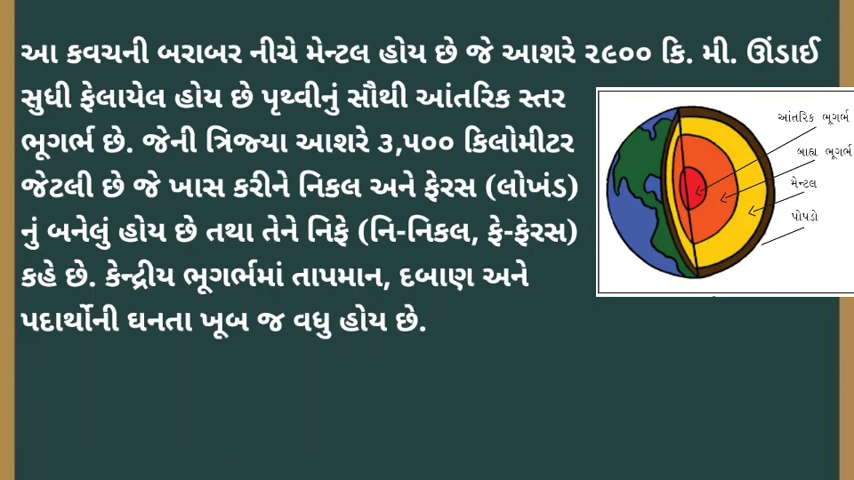 આ કવચની બરાબર નીચે મેન્ટલ હોય છે જે આશરે ૨૯૦૦ કિ. મી. ઊંડાઈ
સુધી ફેલાયેલ હોય છે પૃથ્વીનું સૌથી આંતરિક સ્તર
ભૂગર્ભ છે. જેની ત્રિજ્યા આશરે ૩,૫૦૦ કિલોમીટર
જેટલી છે જે ખાસ કરીને નિકલ અને ફેરસ (લોખંડ)
નું બનેલું હોય છે તથા તેને નિફે (નિ-નિકલ, ફે-ફેરસ)
કહે છે. કેન્દ્રીય ભૂગર્ભમાં તાપમાન, દબાણ અને
પદાર્થોની ઘનતા ખૂબ જ વધુ હોય છે.
આંતરિક ભૂગર્ભ
બાહ્ય ભૂગર્ભ
મેન્ટલ
પોપડો